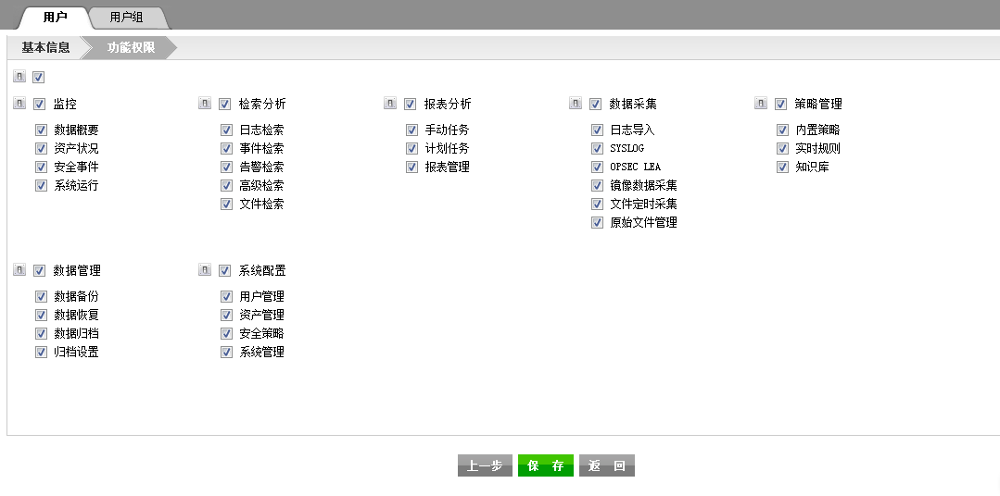 用户 用户组
基本信息 功能权限
监控
数据概要
资产状况
安全事件
系统运行
检索分析
日志检索
事件检索
告警检索
高级检索
文件检索
报表分析
手动任务
计划任务
报表管理
数据采集
日志导入
SYSLOG
OPSEC LEA
镜像数据采集
文件定时采集
原始文件管理
策略管理
内置策略
实时规则
知识库
数据管理
数据备份
数据恢复
数据归档
归档设置
系统配置
用户管理
资产管理
安全策略
系统管理
上一步 保 存 返 回